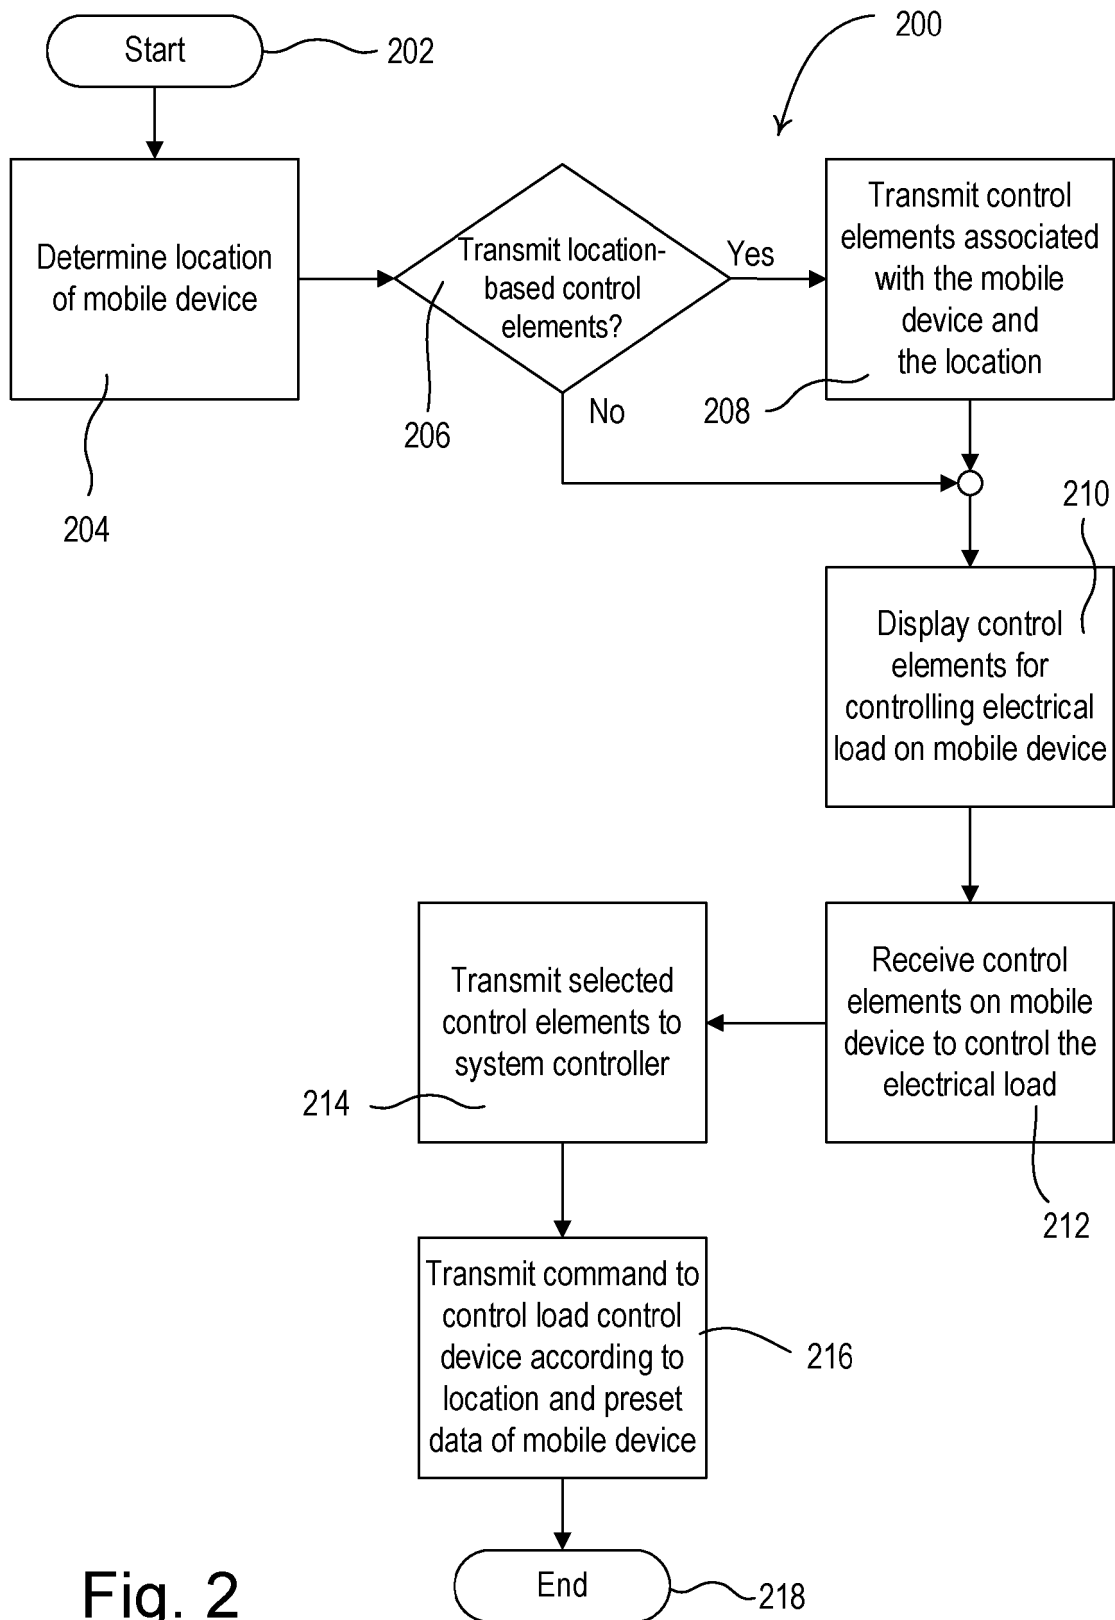 Start
202
200
Determine location
of mobile device
204
Transmit location-
based control
elements?
206
Yes
No
Transmit control
elements associated
with the mobile
device and
the location
208
210
Display control
elements for
controlling electrical
load on mobile device
Receive control
elements on mobile
device to control the
electrical load
212
Transmit selected
control elements to
system controller
214
Transmit command to
control load control
device according to
location and preset
data of mobile device
216
End
218
Fig. 2